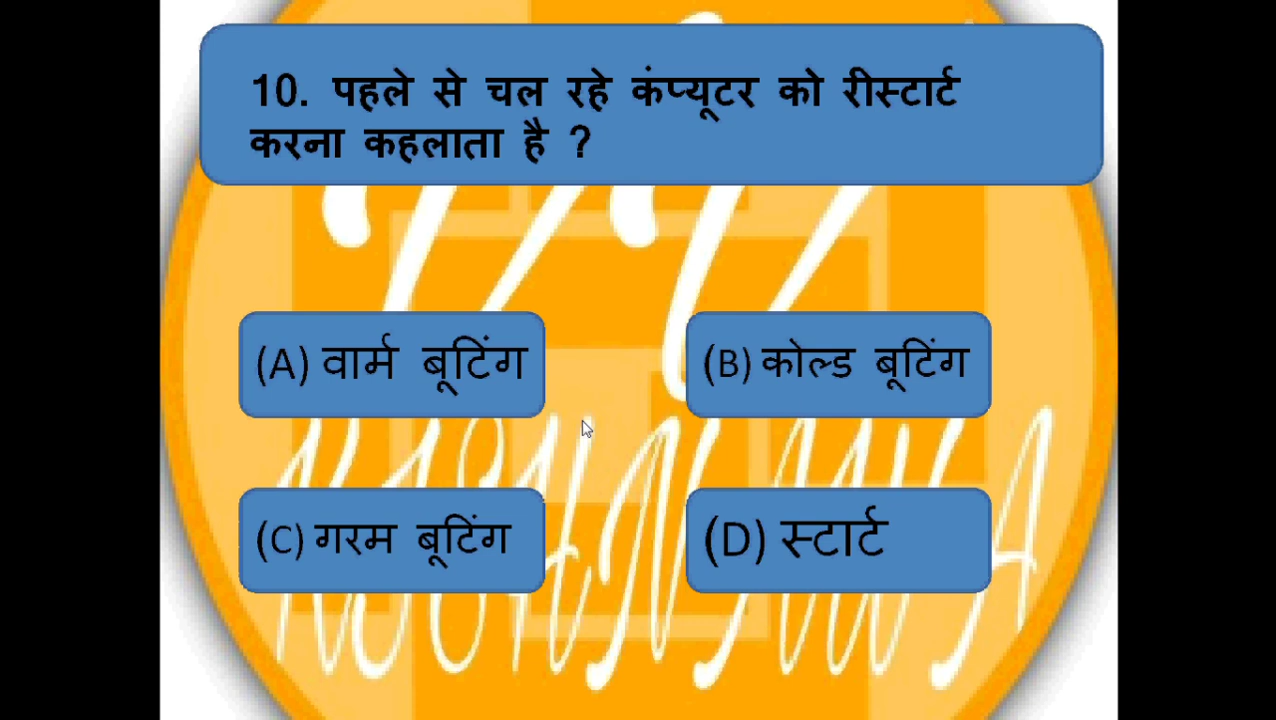 10. पहले से चल रहे कंप्यूटर को रीस्टार्ट
करना कहलाता है ?
(A) वार्म बूटिंग
(B) कोल्ड बूटिंग
(C) गरम बूटिंग
(D) स्टार्ट